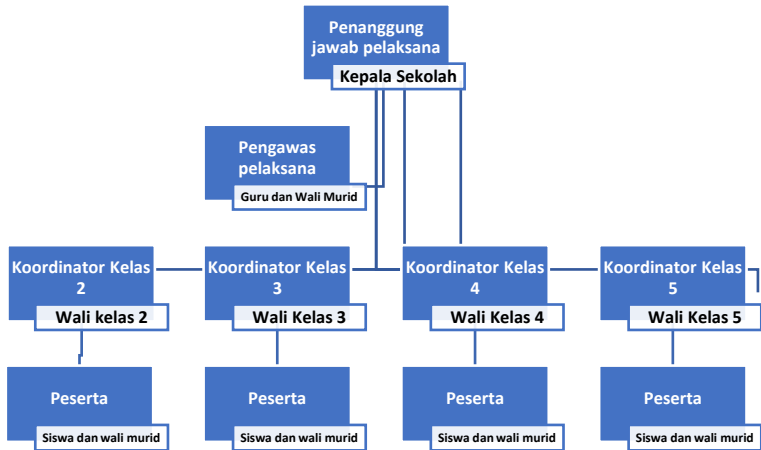 Penanggung
jawab pelaksana
Kepala Sekolah
Pengawas
pelaksana
Guru dan Wali Murid
Koordinator Kelas
2
Wali kelas 2
Koordinator Kelas
3
Wali Kelas 3
Koordinator Kelas
4
Wali Kelas 4
Koordinator Kelas
5
Wali Kelas 5
Peserta
Siswa dan wali murid
Peserta
Siswa dan wali murid
Peserta
Siswa dan wali murid
Peserta
Siswa dan wali murid